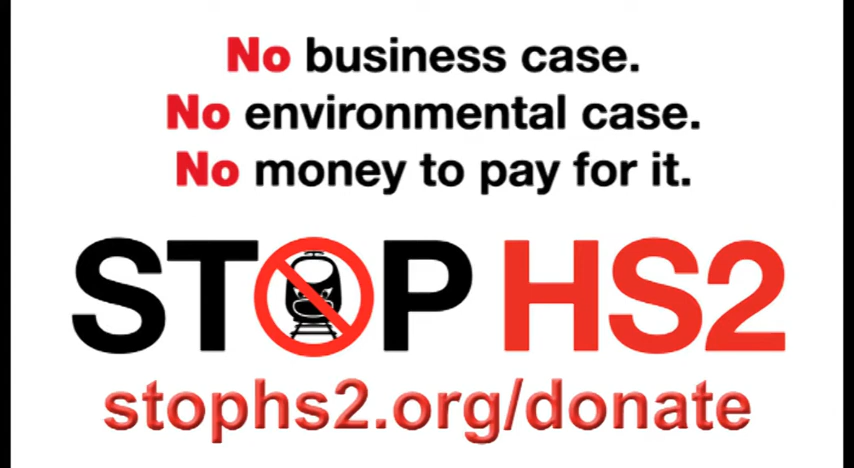 No business case.
No environmental case.
No money to pay for it.
STOP HS2
stophs2.org/donate